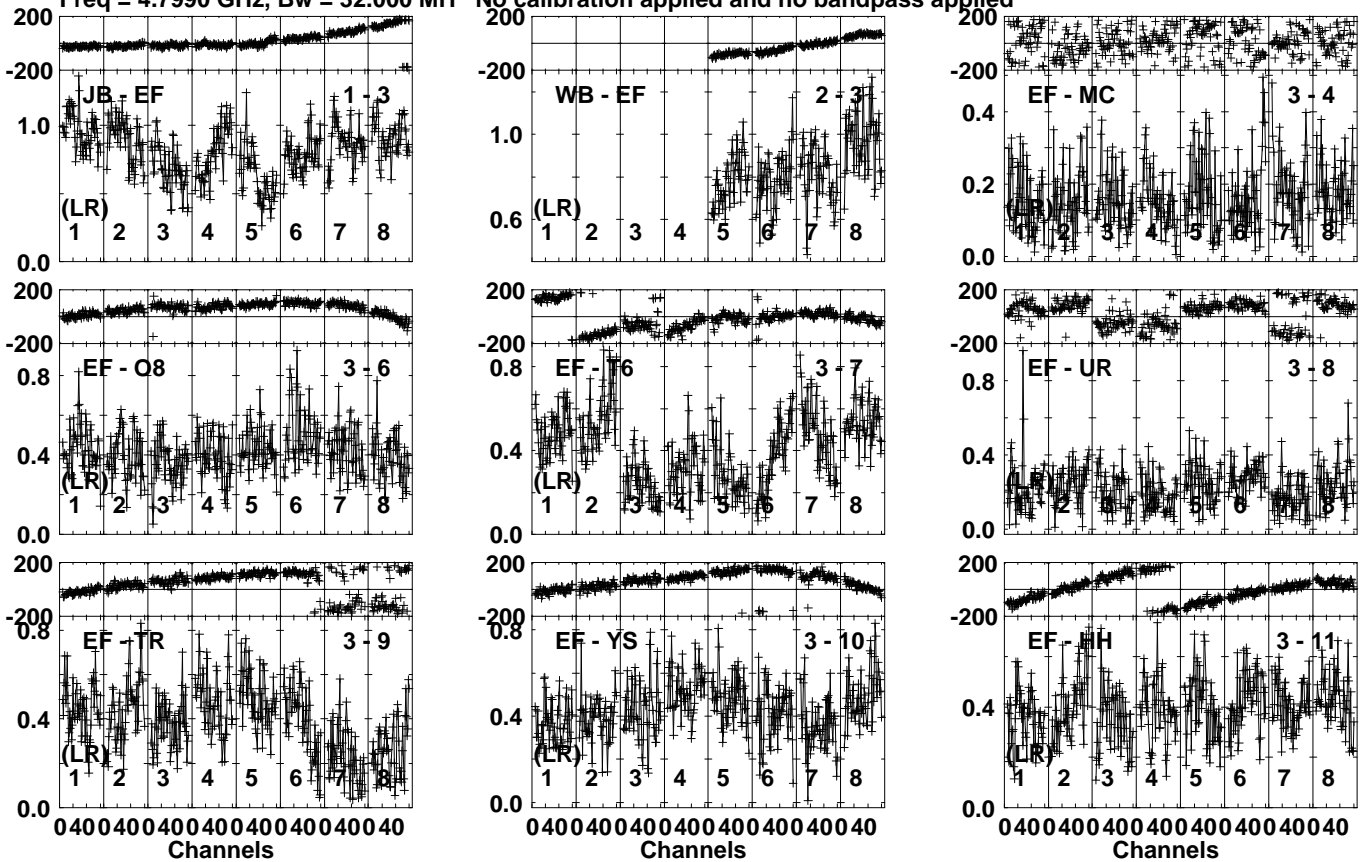 Freq = 4.7990 GHz, Bw = 32.000 MH No calibration applied and no bandpass applied
200 200 200
-200 -200 -200
JB - EF 1 - 3 WB - EF 2 - 3 EF - MC 3 - 4
1.0 1.0 0.4
0.6 0.2
(LR) (LR) (LR)
1 2 3 4 5 6 7 8 1 2 3 4 5 6 7 8 1 2 3 4 5 6 7 8
0.0 0.0
200 200 200
-200 -200 -200
EF - O8 3 - 6 EF - T6 3 - 7 EF - UR 3 - 8
0.8 0.8 0.8
0.4 0.4 0.4
(LR) (LR) (LR)
1 2 3 4 5 6 7 8 1 2 3 4 5 6 7 8 1 2 3 4 5 6 7 8
0.0 0.0 0.0
200 200 200
-200 -200 -200
0.8 0.8
EF - TR 3 - 9 EF - YS 3 - 10 EF - HH 3 - 11
0.4 0.4 0.4
(LR) (LR) (LR)
1 2 3 4 5 6 7 8 1 2 3 4 5 6 7 8 1 2 3 4 5 6 7 8
0.0 0.0 0.0
0 40 0 40 0 40 0 40 0 40 0 40 0 40 0 40 0 40 0 40 0 40 0 40 0 40 0 40 0 40 0 40 0 40 0 40 0 40 0 40 0 40 0 40 0 40 0 40
Channels Channels Channels